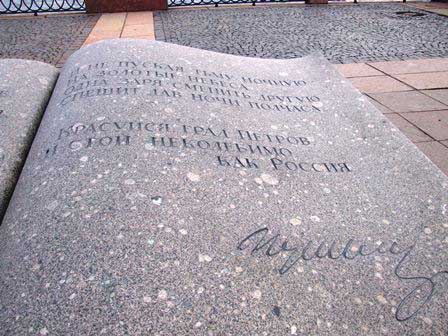 И НЕ ПУСКАЯ ТЬМУ НОЧНУЮ
НА ЗОЛОТЫЕ НЕБЕСА
ОДНА ЗАРЯ СМЕНИТЬ ДРУГУЮ
СПЕШИТ ДАВ НОЧИ ПОЛЧАСА
КРАСУЙСЯ ГРАД ПЕТРОВ
И СТОЙ НЕКОЛЕБИМО
КАК РОССИЯ
Пушкин